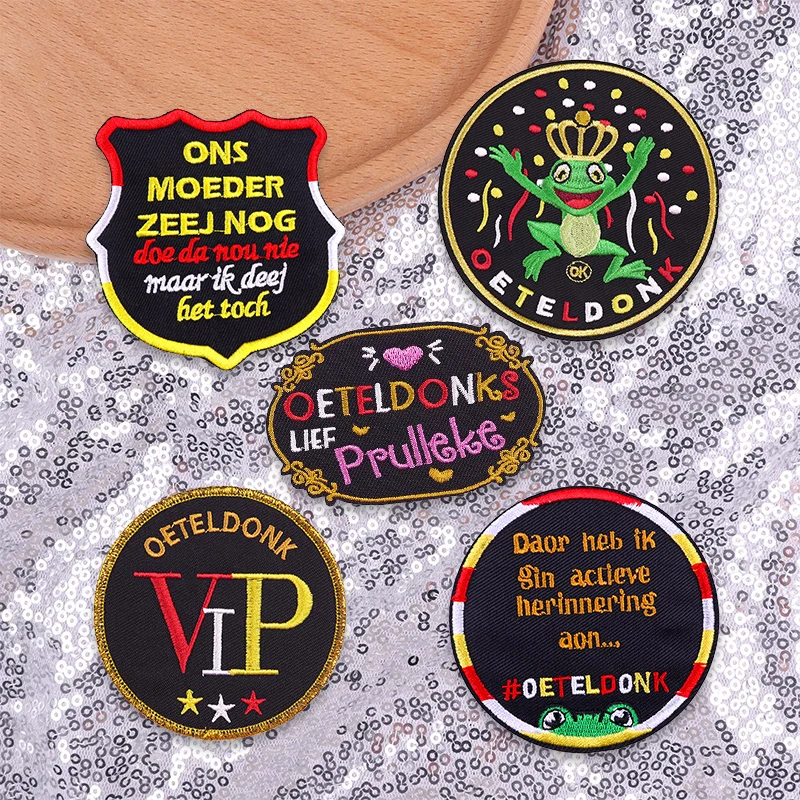 ONS
MOEDER
ZEEJ NOG
doe da nou nie
maar ik deej
het toch
OK
OETELDONK
OETELDONKS
LIEF
Prulleke
OETELDONK
VIP
Daor heb ik
gin actieve
herinnering
aon...
#OETELDONK